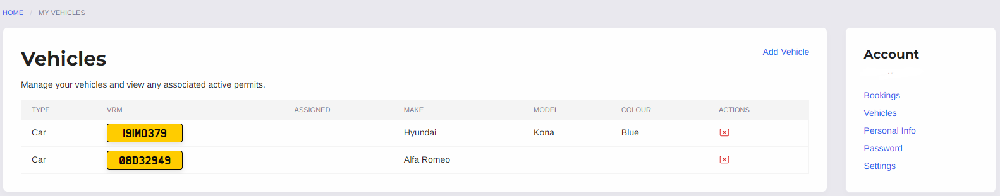 HOME / MY VEHICLES
Vehicles
Add Vehicle
Manage your vehicles and view any associated active permits.
TYPE VRM ASSIGNED MAKE MODEL COLOUR ACTIONS
Car 191MO379 Hyundai Kona Blue
Car 08D32949 Alfa Romeo
Account
Bookings
Vehicles
Personal Info
Password
Settings